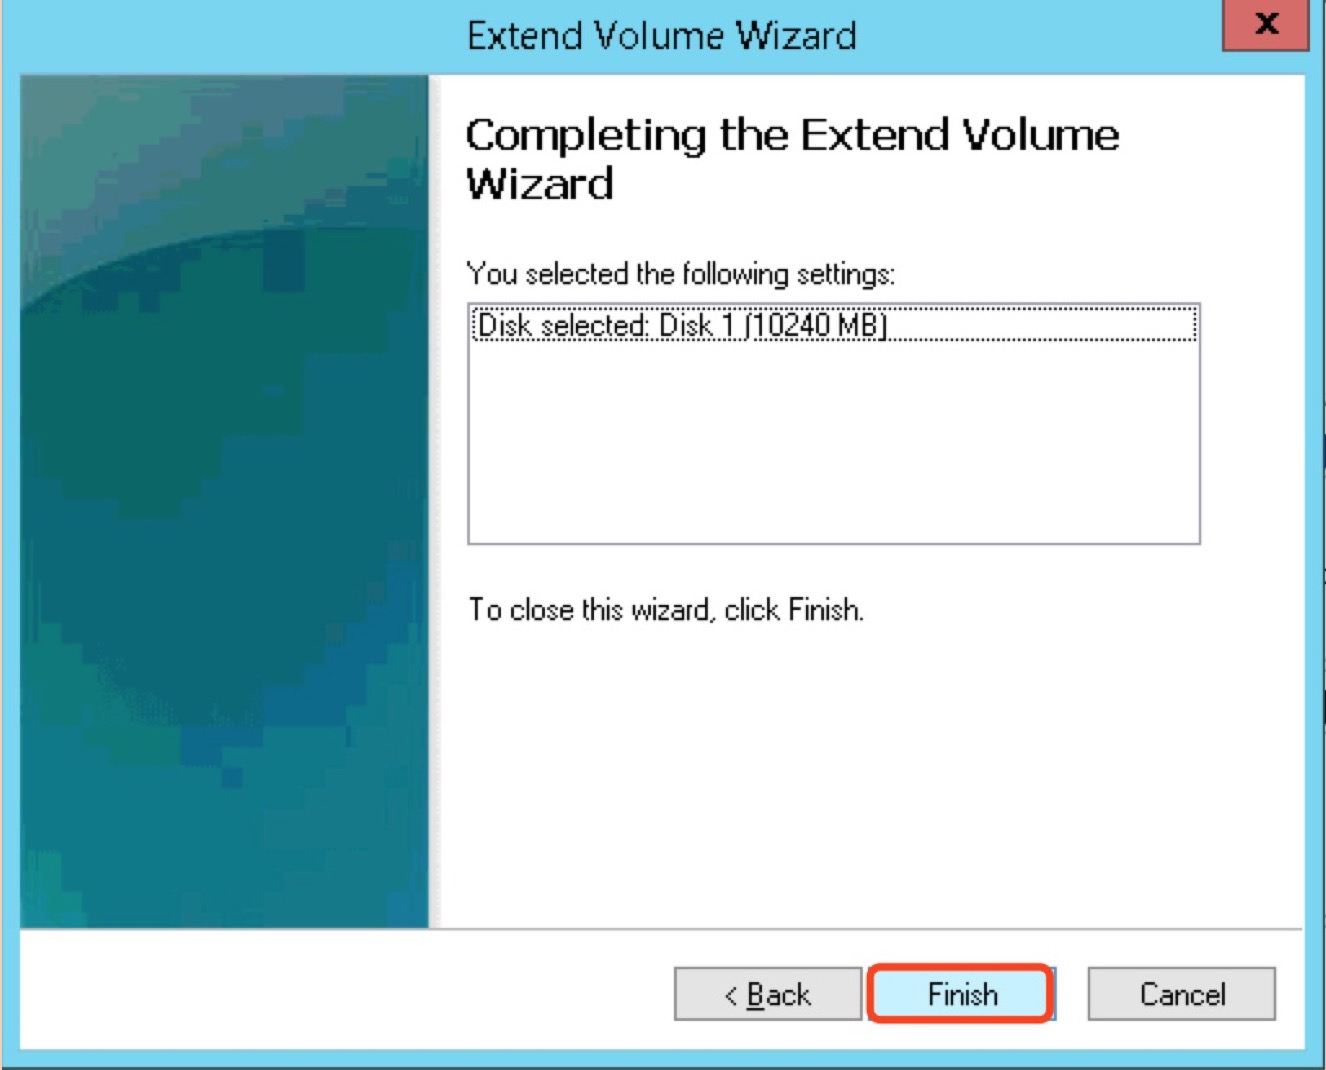 Extend Volume Wizard
x
Completing the Extend Volume
Wizard
You selected the following settings:
Disk selected: Disk 1 (10240 MB)
To close this wizard, click Finish.
< Back
Finish
Cancel